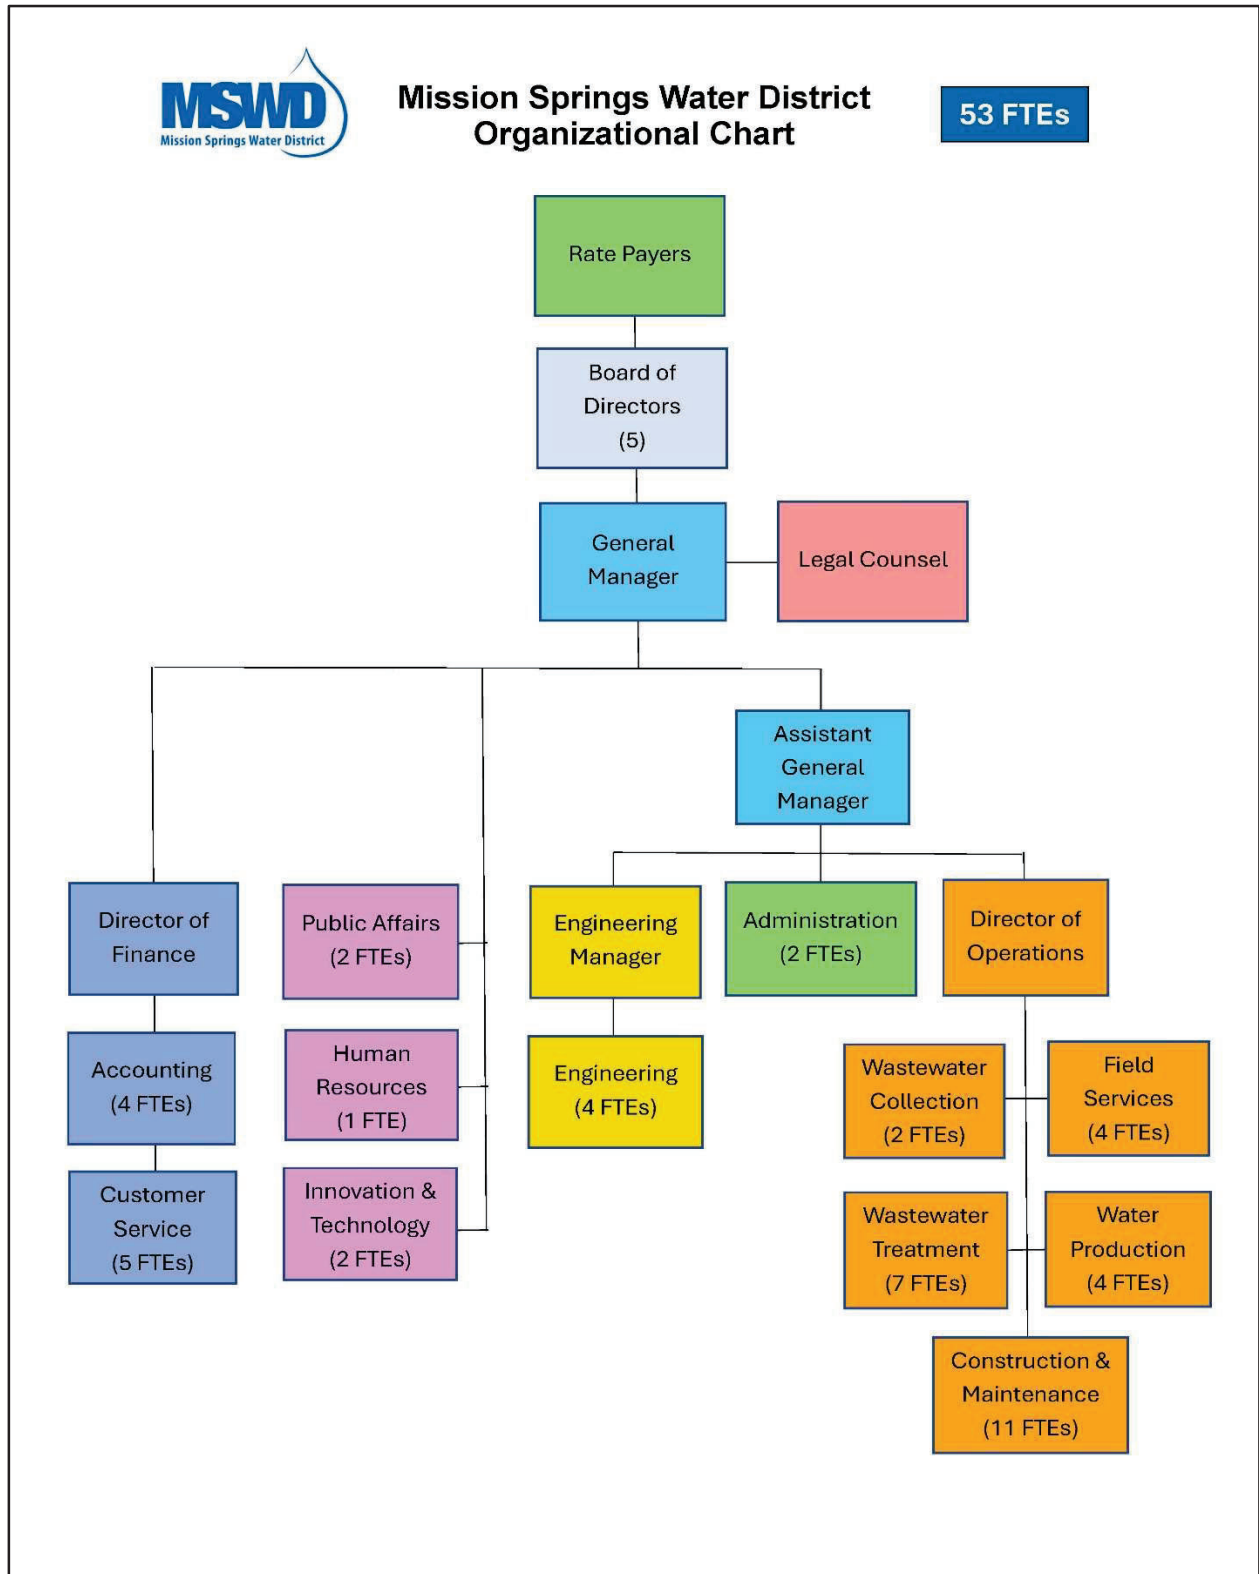 MSWD
Mission Springs Water District
Mission Springs Water District
Organizational Chart
53 FTEs
Rate Payers
Board of
Directors
(5)
General
Manager
Legal Counsel
Assistant
General
Manager
Director of
Finance
Public Affairs
(2 FTEs)
Engineering
Manager
Administration
(2 FTEs)
Director of
Operations
Accounting
(4 FTEs)
Human
Resources
(1 FTE)
Engineering
(4 FTEs)
Wastewater
Collection
(2 FTEs)
Field
Services
(4 FTEs)
Customer
Service
(5 FTEs)
Innovation &
Technology
(2 FTEs)
Wastewater
Treatment
(7 FTEs)
Water
Production
(4 FTEs)
Construction &
Maintenance
(11 FTEs)